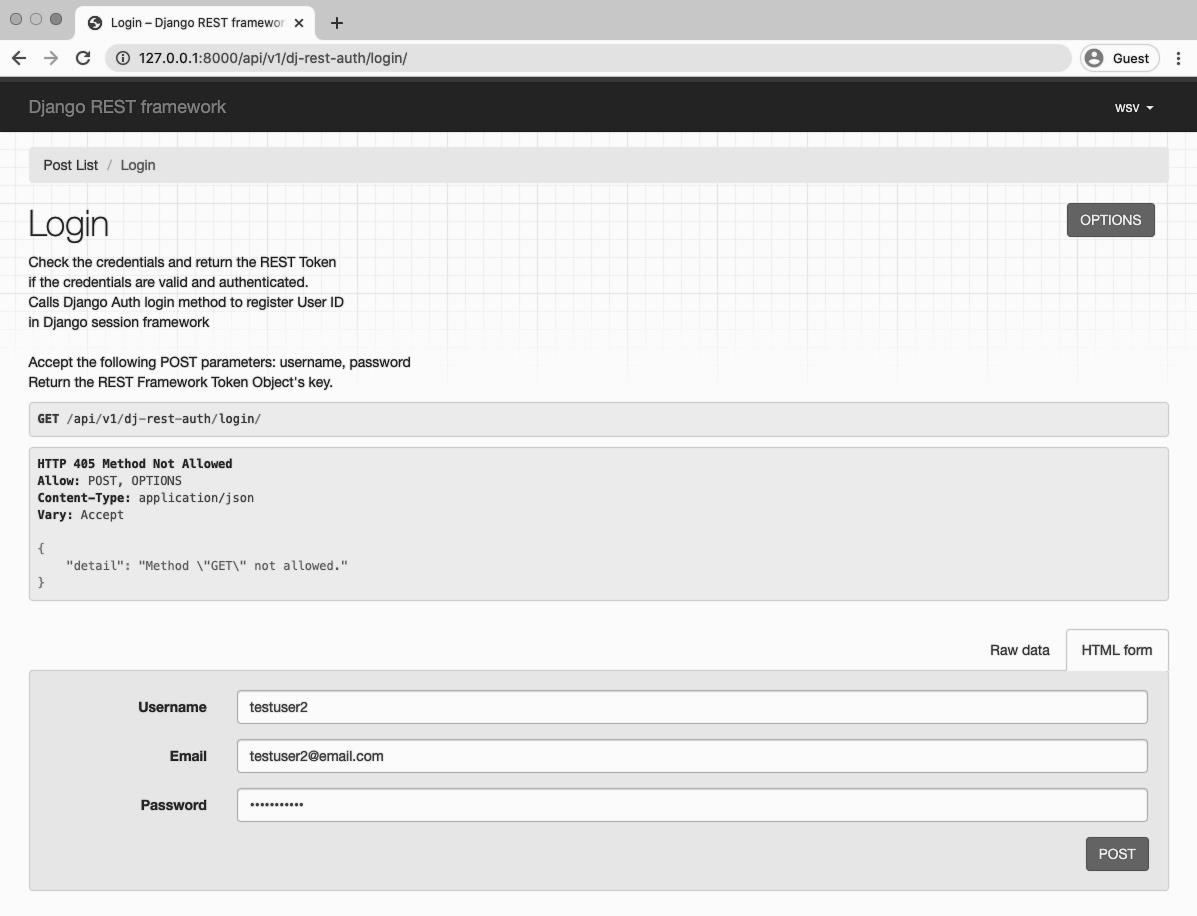 Login – Django REST framewor
127.0.0.1:8000/api/v1/dj-rest-auth/login/
Guest
Django REST framework
wsv
Post List / Login
Login
OPTIONS
Check the credentials and return the REST Token
if the credentials are valid and authenticated.
Calls Django Auth login method to register User ID
in Django session framework
Accept the following POST parameters: username, password
Return the REST Framework Token Object's key.
GET /api/v1/dj-rest-auth/login/
HTTP 405 Method Not Allowed
Allow: POST, OPTIONS
Content-Type: application/json
Vary: Accept
{
"detail": "Method \"GET\" not allowed."
}
Raw data
HTML form
Username testuser2
Email testuser2@email.com
Password •••••••••••
POST